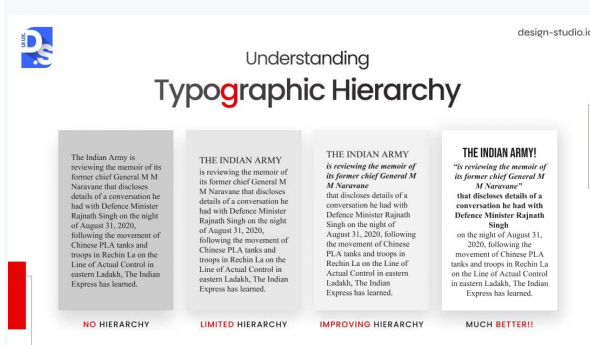 UI UX
D.S
design-studio.io
Understanding
Typographic Hierarchy
The Indian Army is
reviewing the memoir of its
former chief General M M
Naravane that discloses
details of a conversation he
had with Defence Minister
Rajnath Singh on the night
of August 31, 2020,
following the movement of
Chinese PLA tanks and
troops in Rechin La on the
Line of Actual Control in
eastern Ladakh, The Indian
Express has learned.
NO HIERARCHY
THE INDIAN ARMY
is reviewing the memoir of
its former chief General M
M Naravane that discloses
details of a conversation he
had with Defence Minister
Rajnath Singh on the night
of August 31, 2020,
following the movement of
Chinese PLA tanks and
troops in Rechin La on the
Line of Actual Control in
eastern Ladakh, The Indian
Express has learned.
LIMITED HIERARCHY
THE INDIAN ARMY
is reviewing the memoir of
its former chief General M
M Naravane
that discloses details of a
conversation he had with
Defence Minister Rajnath
Singh on the night of
August 31, 2020, following
the movement of Chinese
PLA tanks and troops in
Rechin La on the Line of
Actual Control in eastern
Ladakh, The Indian
Express has learned.
IMPROVING HIERARCHY
THE INDIAN ARMY!
“is reviewing the memoir of
its former chief General M
M Naravane”
that discloses details of a
conversation he had with
Defence Minister Rajnath
Singh
on the night of August 31,
2020, following the
movement of Chinese PLA
tanks and troops in Rechin La
on the Line of Actual Control
in eastern Ladakh, The Indian
Express has learned.
MUCH BETTER!!